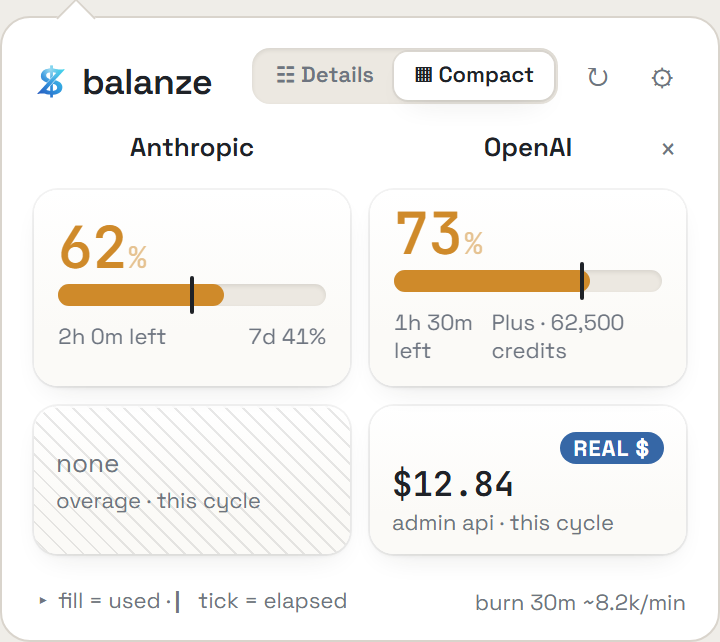 balanze
Details
Compact
Anthropic
OpenAI
×
62%
2h 0m left
7d 41%
73%
1h 30m left
Plus · 62,500 credits
none
overage · this cycle
REAL $
$12.84
admin api · this cycle
▸ fill = used · | tick = elapsed
burn 30m ~8.2k/min